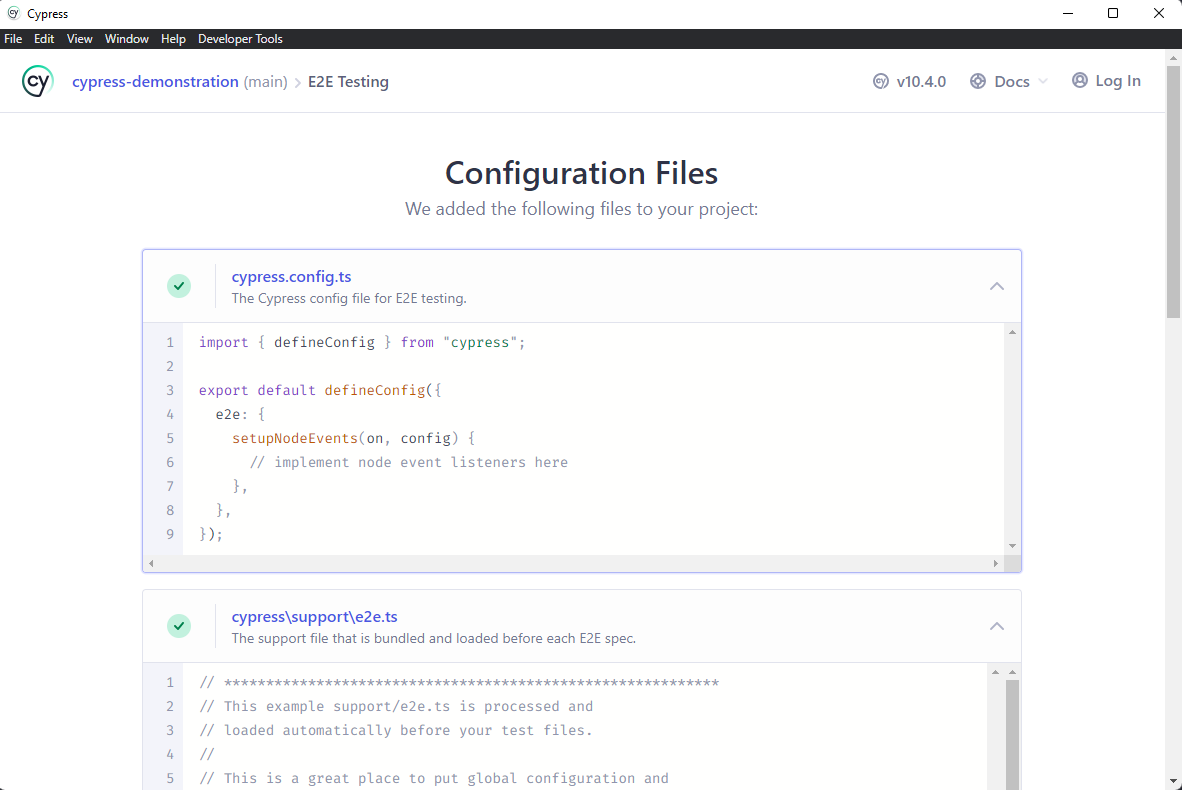 cy Cypress
File Edit View Window Help Developer Tools
cy cypress-demonstration (main) > E2E Testing cy v10.4.0 Docs Log In
Configuration Files
We added the following files to your project:
cypress.config.ts
The Cypress config file for E2E testing.
1 import { defineConfig } from "cypress";
2
3 export default defineConfig({
4   e2e: {
5     setupNodeEvents(on, config) {
6       // implement node event listeners here
7     },
8   },
9 });
cypress\support\e2e.ts
The support file that is bundled and loaded before each E2E spec.
1 // ***********************************************************
2 // This example support/e2e.ts is processed and
3 // loaded automatically before your test files.
4 //
5 // This is a great place to put global configuration and